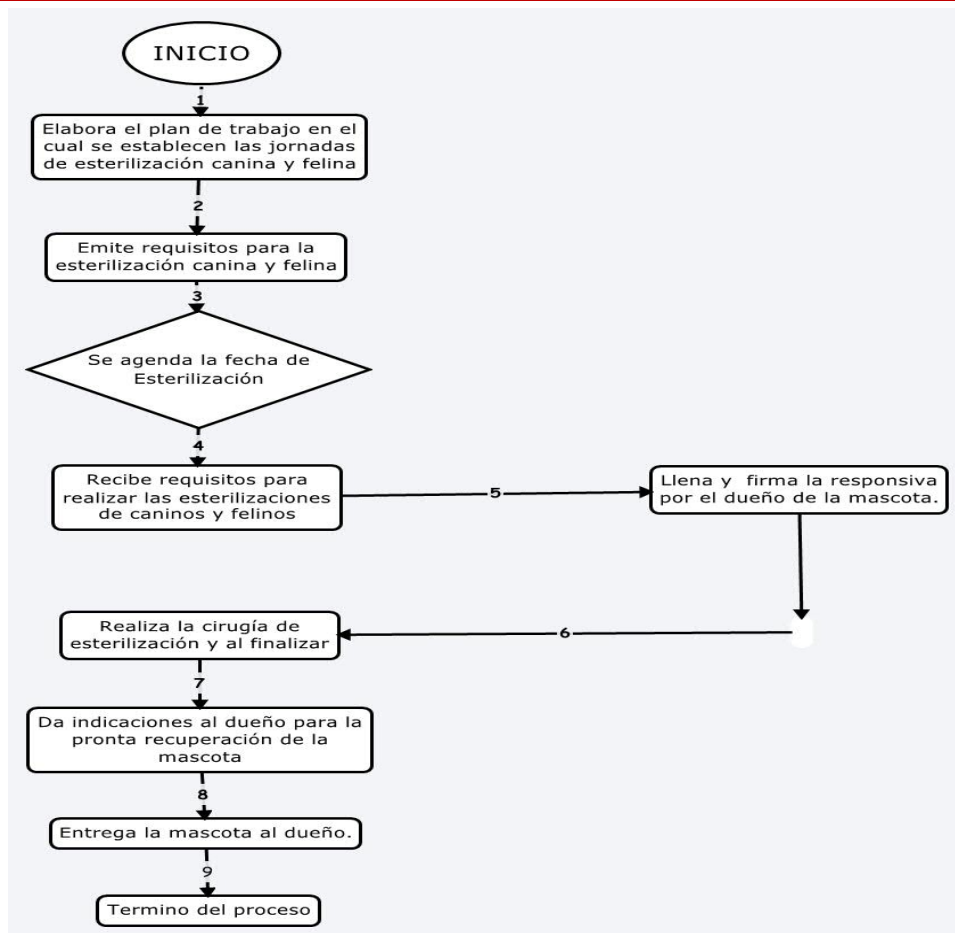 INICIO
1
Elabora el plan de trabajo en el
cual se establecen las jornadas
de esterilización canina y felina
2
Emite requisitos para la
esterilización canina y felina
3
Se agenda la fecha de
Esterilización
4
Recibe requisitos para
realizar las esterilizaciones
de caninos y felinos
5
Llena y  firma la responsiva
por el dueño de la mascota.
6
Realiza la cirugía de
esterilización y al finalizar
7
Da indicaciones al dueño para la
pronta recuperación de la
mascota
8
Entrega la mascota al dueño.
9
Termino del proceso